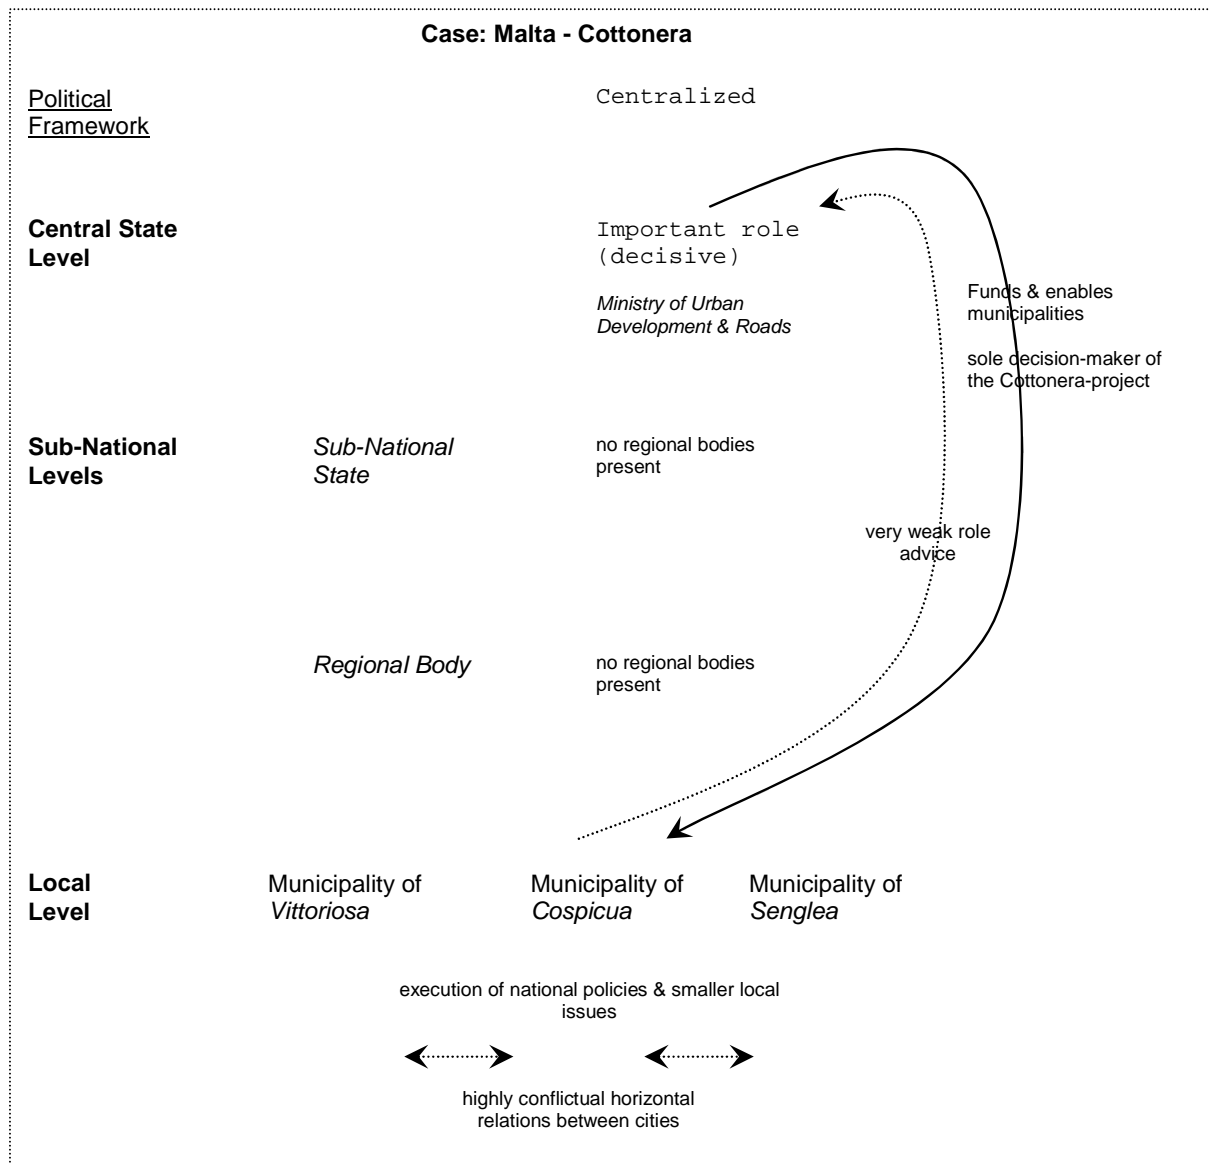 Case: Malta - Cottonera
Political
Framework
Centralized
Central State
Level
Important role
(decisive)
Ministry of Urban
Development & Roads
Funds & enables
municipalities
sole decision-maker of
the Cottonera-project
Sub-National
Levels
Sub-National
State
no regional bodies
present
very weak role
advice
Regional Body
no regional bodies
present
Local
Level
Municipality of
Vittoriosa
Municipality of
Cospicua
Municipality of
Senglea
execution of national policies & smaller local
issues
highly conflictual horizontal
relations between cities